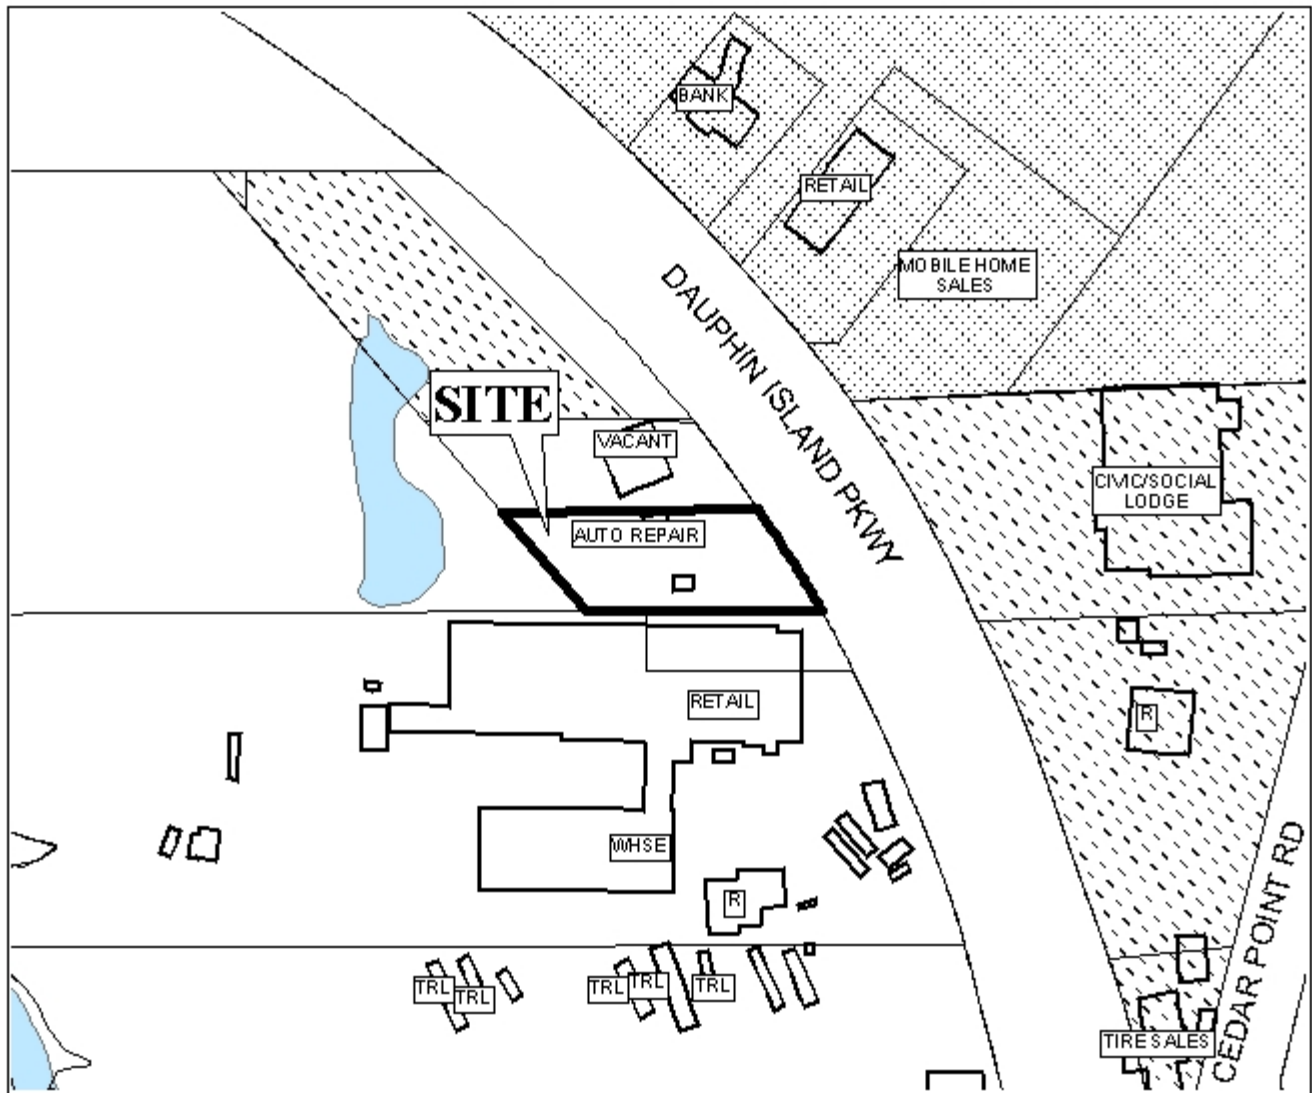 BANK
RETAIL
MOBILE HOME
SALES
DAUPHIN ISLAND PKWY
SITE
VACANT
CIVIC/SOCIAL
LODGE
AUTO REPAIR
RETAIL
R
WHSE
R
TRL
TRL
TRL
TRL
TRL
TIRE SALES
CEDAR POINT RD